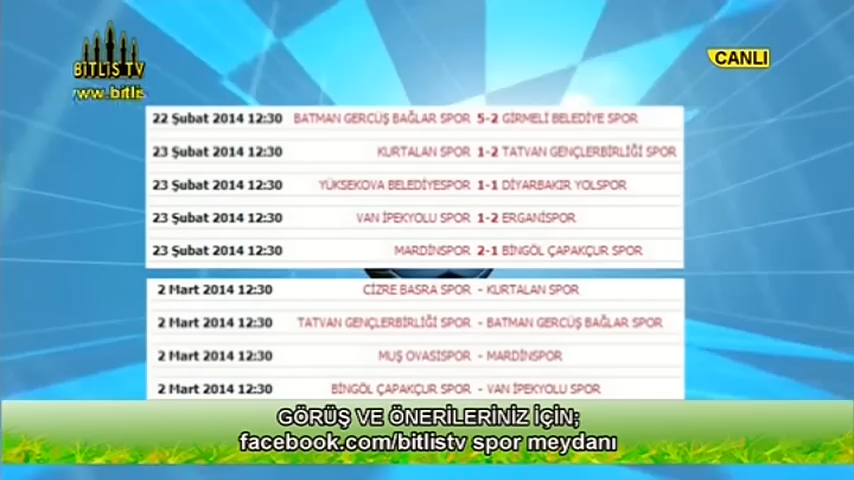 BİTLİS TV
www.bitlis
CANLI
22 Şubat 2014 12:30 BATMAN GERCÜŞ BAĞLAR SPOR 5-2 GİRMELİ BELEDİYE SPOR
23 Şubat 2014 12:30 KURTALAN SPOR 1-2 TATVAN GENÇLERBİRLİĞİ SPOR
23 Şubat 2014 12:30 YÜKSEKOVA BELEDİYESPOR 1-1 DİYARBAKIR YOLSPOR
23 Şubat 2014 12:30 VAN İPEKYOLU SPOR 1-2 ERGANİSPOR
23 Şubat 2014 12:30 MARDİNSPOR 2-1 BİNGÖL ÇAPAKÇUR SPOR
2 Mart 2014 12:30 CİZRE BASRA SPOR - KURTALAN SPOR
2 Mart 2014 12:30 TATVAN GENÇLERBİRLİĞİ SPOR - BATMAN GERCÜŞ BAĞLAR SPOR
2 Mart 2014 12:30 MUŞ OVASISPOR - MARDİNSPOR
2 Mart 2014 12:30 BİNGÖL ÇAPAKÇUR SPOR - VAN İPEKYOLU SPOR
GÖRÜŞ VE ÖNERİLERİNİZ İÇİN;
facebook.com/bitlistv spor meydanı